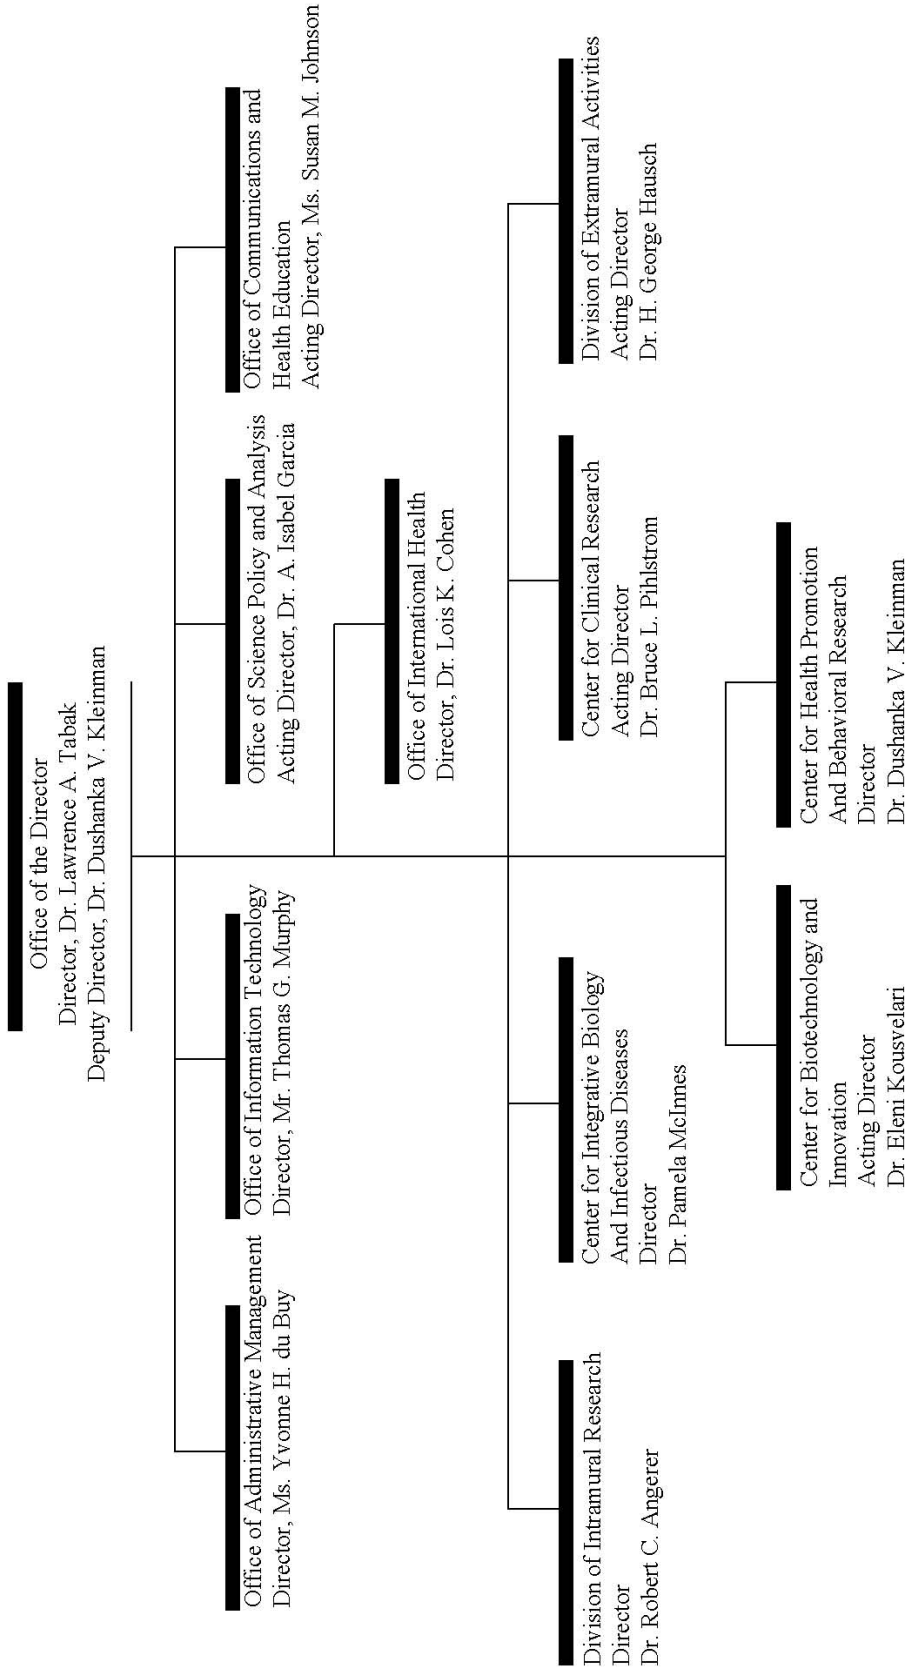 Office of the Director
Director, Dr. Lawrence A. Tabak
Deputy Director, Dr. Dushanka V. Kleinman
Office of Administrative Management
Director, Ms. Yvonne H. du Buy
Office of Information Technology
Director, Mr. Thomas G. Murphy
Office of Science Policy and Analysis
Acting Director, Dr. A. Isabel Garcia
Office of Communications and
Health Education
Acting Director, Ms. Susan M. Johnson
Office of International Health
Director, Dr. Lois K. Cohen
Division of Intramural Research
Director
Dr. Robert C. Angerer
Center for Integrative Biology
And Infectious Diseases
Director
Dr. Pamela McInnes
Center for Clinical Research
Acting Director
Dr. Bruce L. Pihlstrom
Division of Extramural Activities
Acting Director
Dr. H. George Hausch
Center for Biotechnology and
Innovation
Acting Director
Dr. Eleni Kousvelari
Center for Health Promotion
And Behavioral Research
Director
Dr. Dushanka V. Kleinman